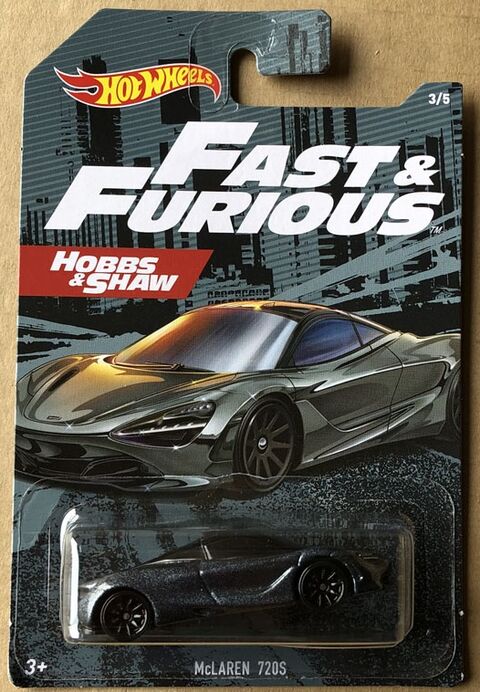 HOT WHEELS
3/5
FAST &
FURIOUS
TM
HOBBS
& SHAW
3+
McLAREN 720S